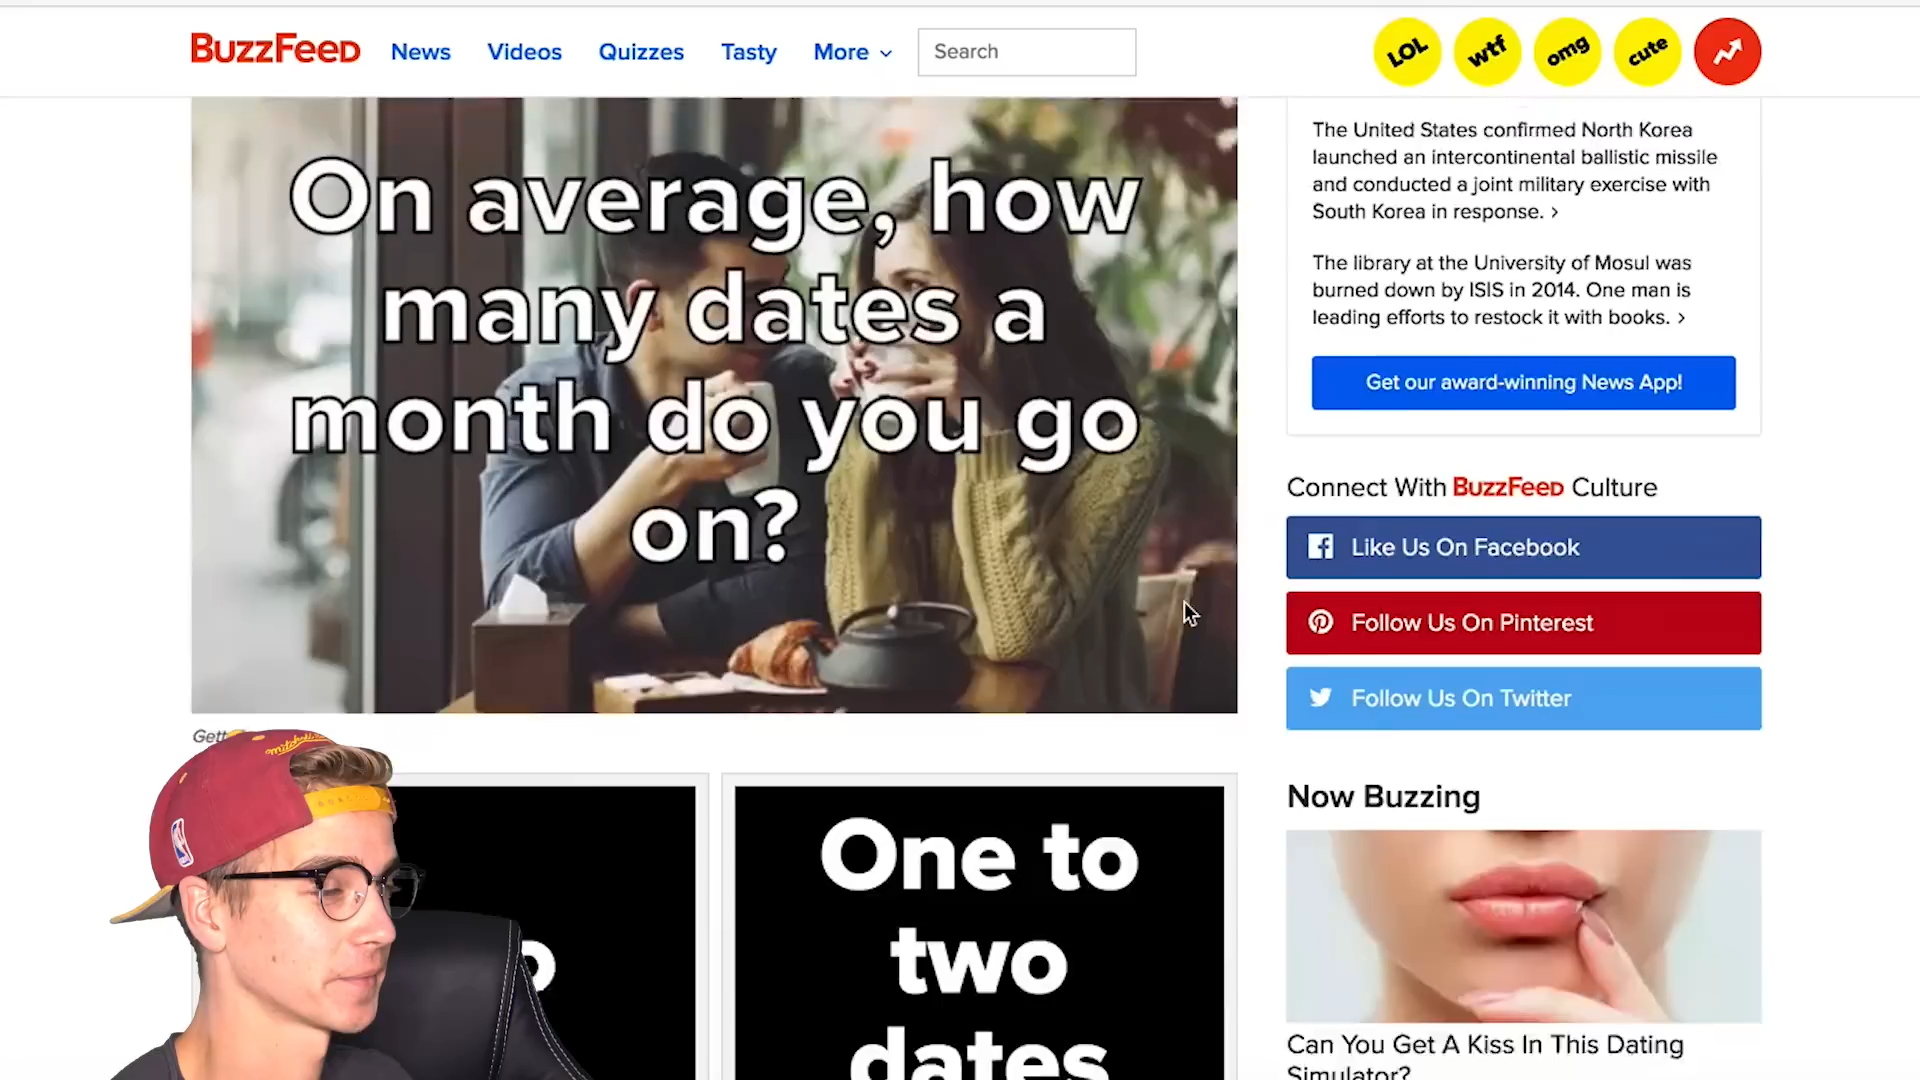 BuzzFeed News Videos Quizzes Tasty More Search LOL wtf omg cute
On average, how
many dates a
month do you go
on?
One to
two
dates
The United States confirmed North Korea
launched an intercontinental ballistic missile
and conducted a joint military exercise with
South Korea in response. ›
The library at the University of Mosul was
burned down by ISIS in 2014. One man is
leading efforts to restock it with books. ›
Get our award-winning News App!
Connect With BuzzFeed Culture
Like Us On Facebook
Follow Us On Pinterest
Follow Us On Twitter
Now Buzzing
Can You Get A Kiss In This Dating
Simulator?